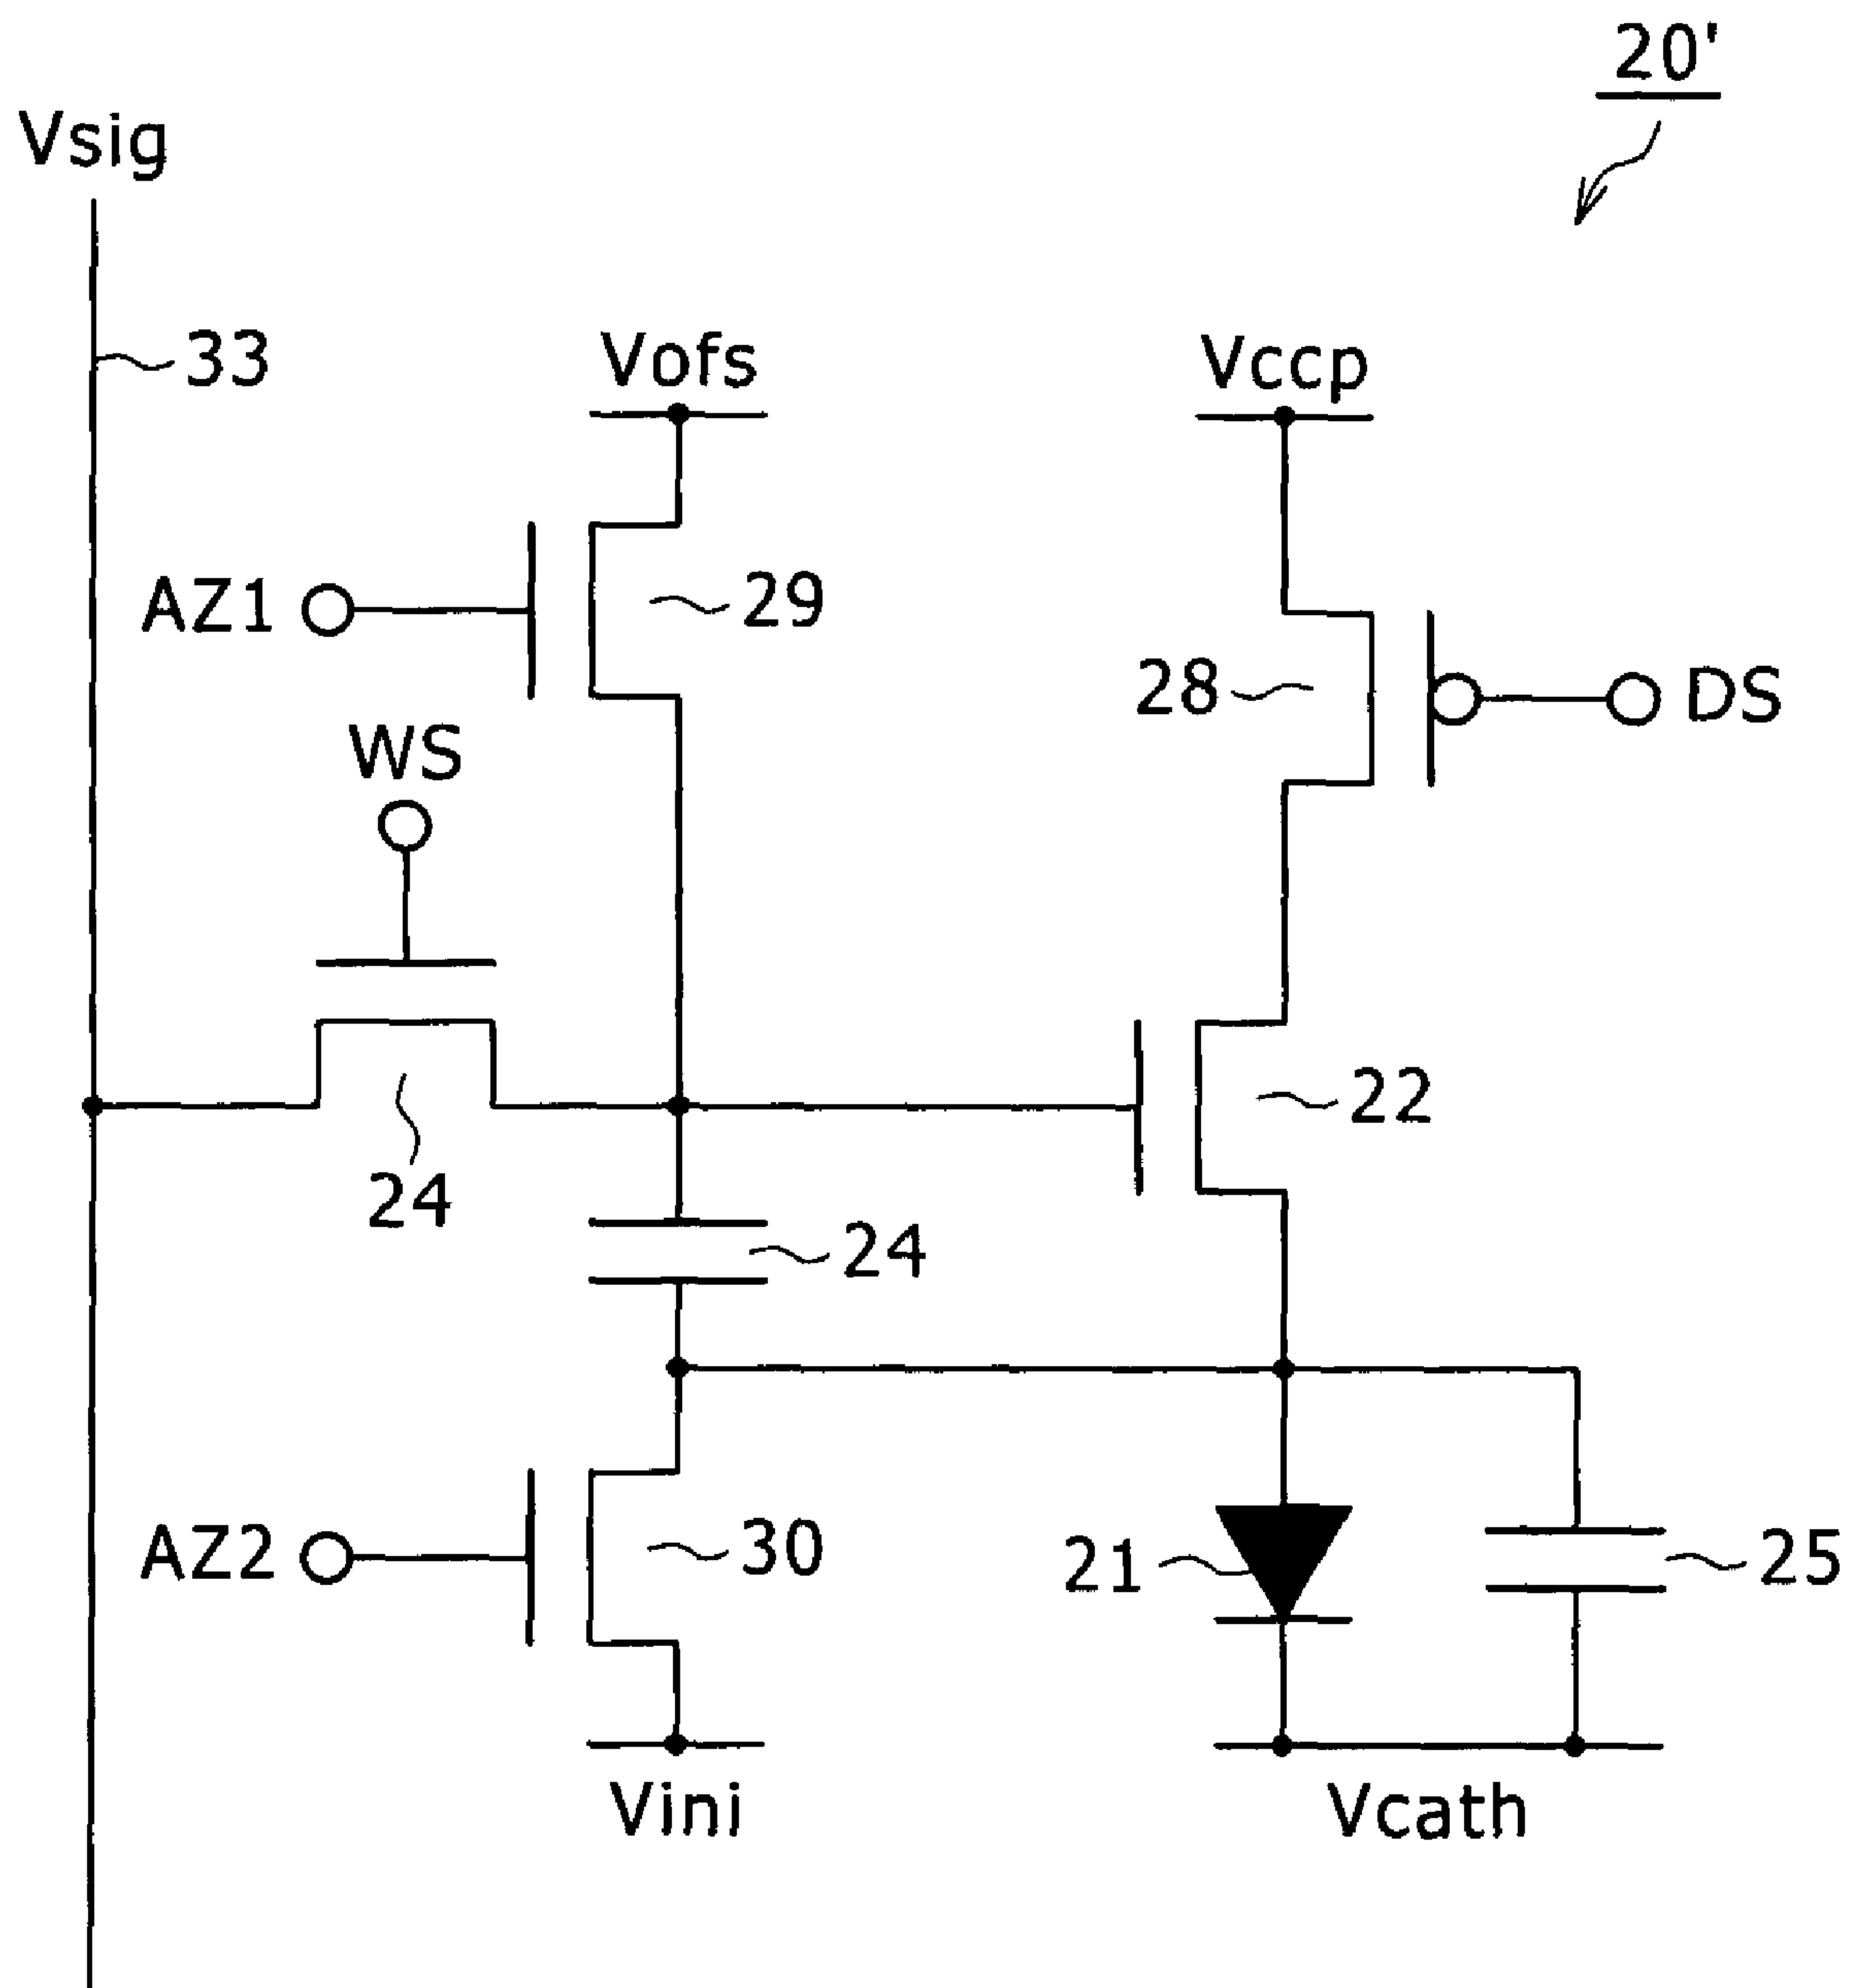 20'
Vsig
33
Vofs
Vccp
AZ1
29
28
DS
WS
22
24
24
AZ2
30
21
25
Vini
Vcath